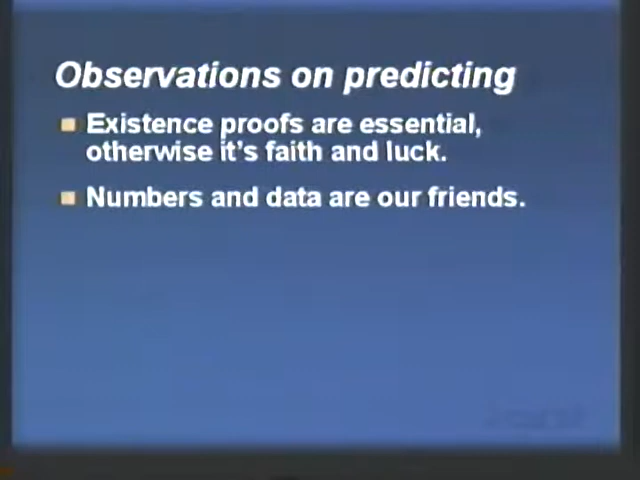 Observations on predicting
Existence proofs are essential,
otherwise it's faith and luck.
Numbers and data are our friends.